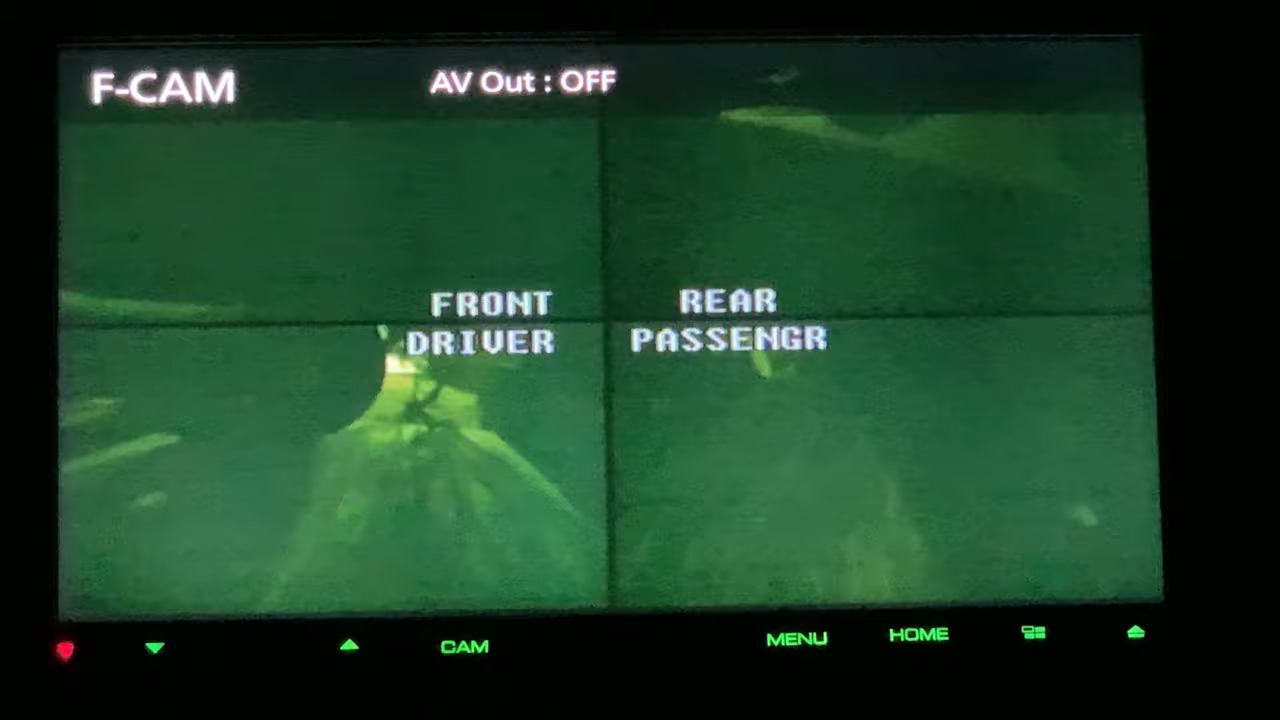 F-CAM
AV Out : OFF
FRONT
REAR
DRIVER
PASSENGR
CAM
MENU
HOME